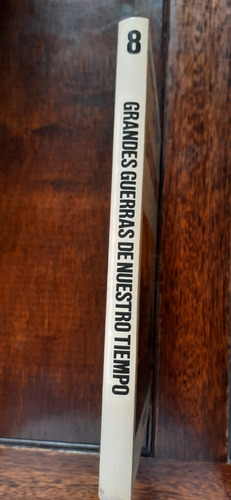 8
GRANDES GUERRAS DE NUESTRO TIEMPO